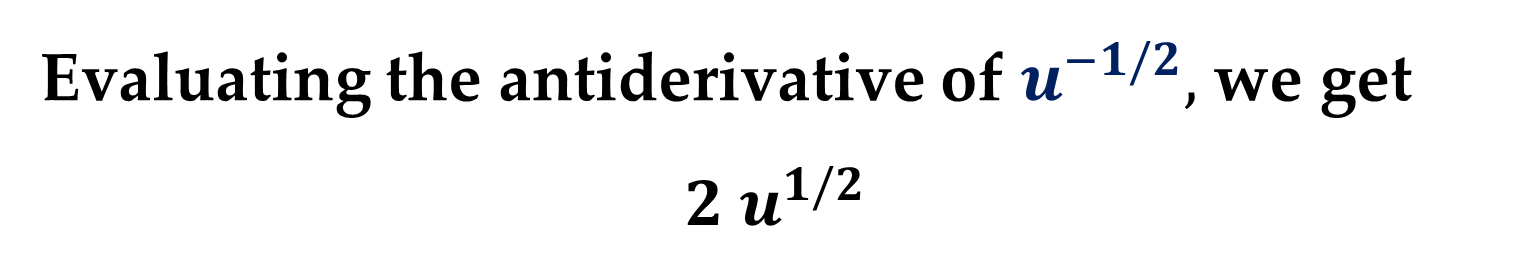 Evaluating the antiderivative of u^{-1/2}, we get
2 u^{1/2}